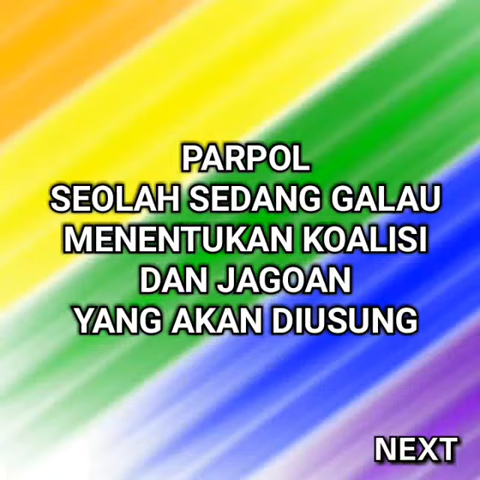 PARPOL
SEOLAH SEDANG GALAU
MENENTUKAN KOALISI
DAN JAGOAN
YANG AKAN DIUSUNG
NEXT